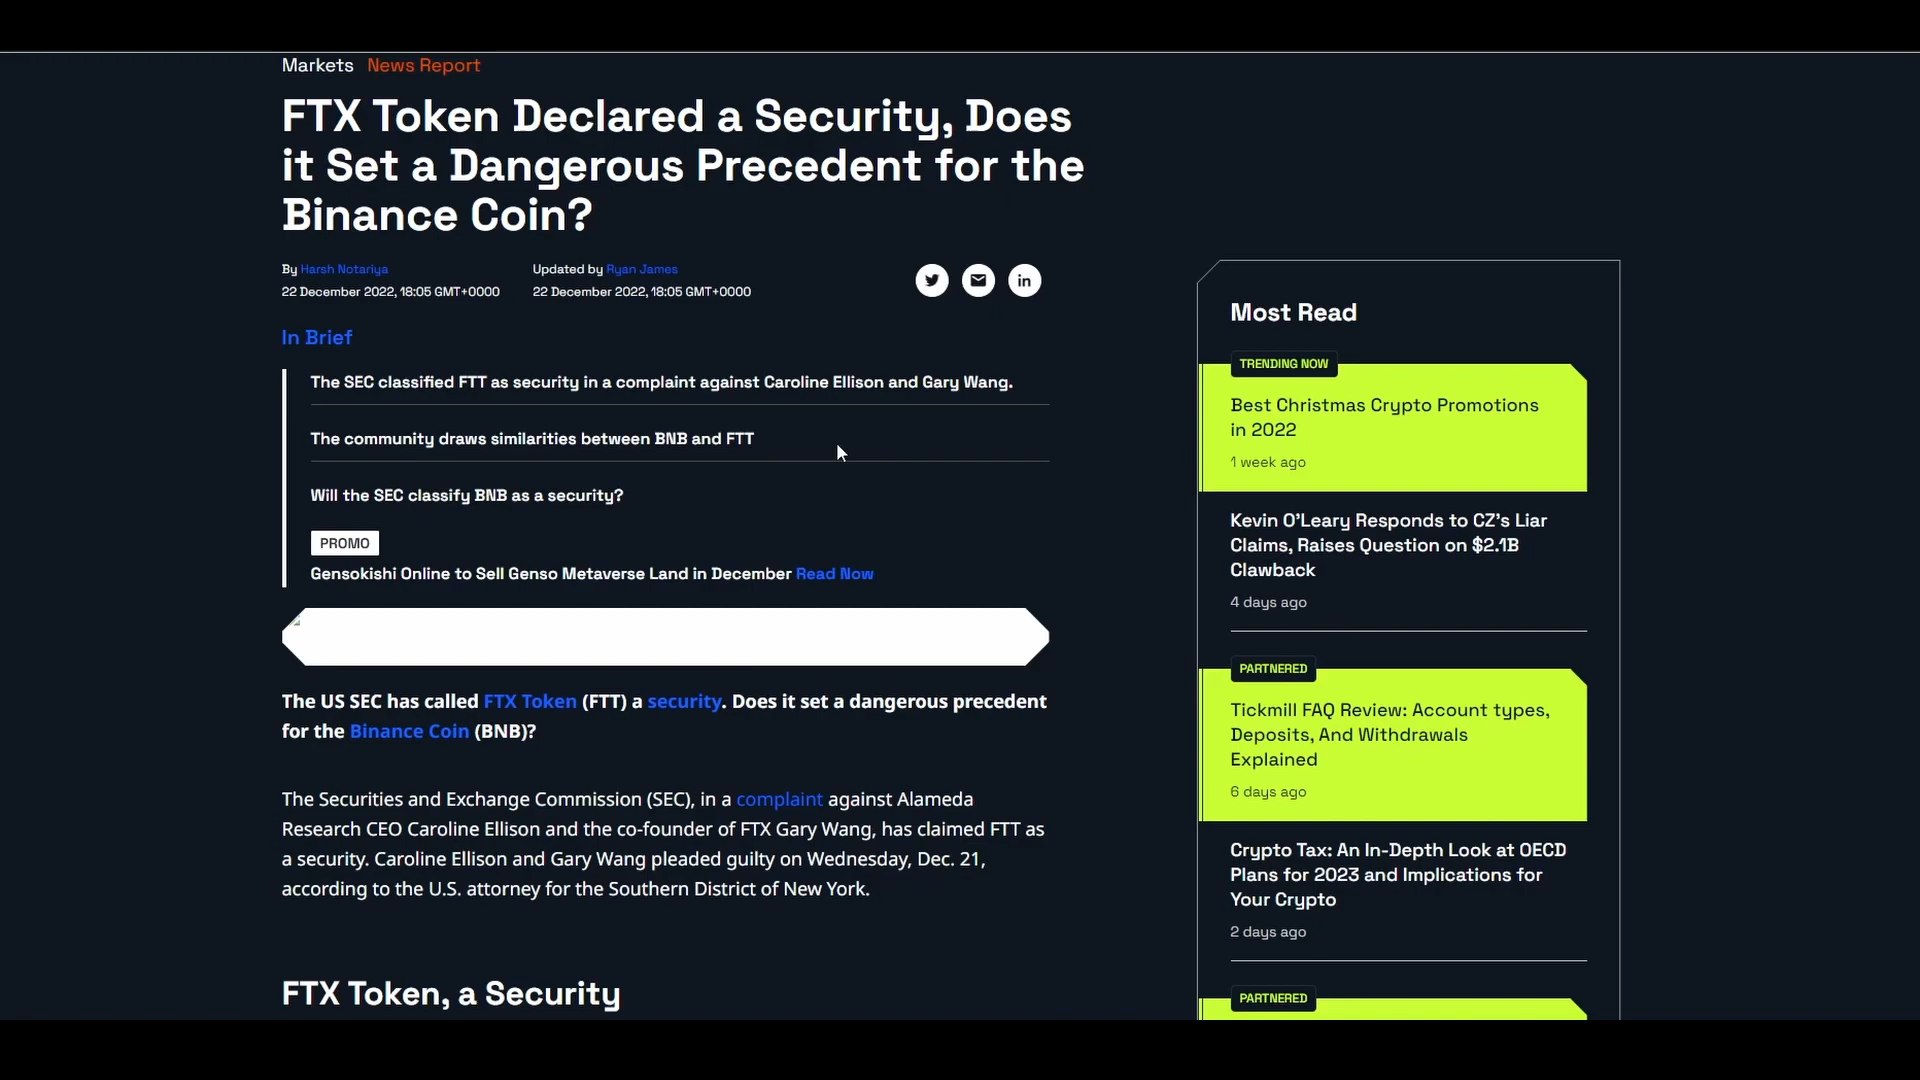 Markets News Report
FTX Token Declared a Security, Does
it Set a Dangerous Precedent for the
Binance Coin?
By Harsh Notariya
22 December 2022, 18:05 GMT+0000
Updated by Ryan James
22 December 2022, 18:05 GMT+0000
In Brief
The SEC classified FTT as security in a complaint against Caroline Ellison and Gary Wang.
The community draws similarities between BNB and FTT
Will the SEC classify BNB as a security?
PROMO
Gensokishi Online to Sell Genso Metaverse Land in December Read Now
The US SEC has called FTX Token (FTT) a security. Does it set a dangerous precedent
for the Binance Coin (BNB)?
The Securities and Exchange Commission (SEC), in a complaint against Alameda
Research CEO Caroline Ellison and the co-founder of FTX Gary Wang, has claimed FTT as
a security. Caroline Ellison and Gary Wang pleaded guilty on Wednesday, Dec. 21,
according to the U.S. attorney for the Southern District of New York.
FTX Token, a Security
Most Read
TRENDING NOW
Best Christmas Crypto Promotions
in 2022
1 week ago
Kevin O’Leary Responds to CZ’s Liar
Claims, Raises Question on $2.1B
Clawback
4 days ago
PARTNERED
Tickmill FAQ Review: Account types,
Deposits, And Withdrawals
Explained
6 days ago
Crypto Tax: An In-Depth Look at OECD
Plans for 2023 and Implications for
Your Crypto
2 days ago
PARTNERED